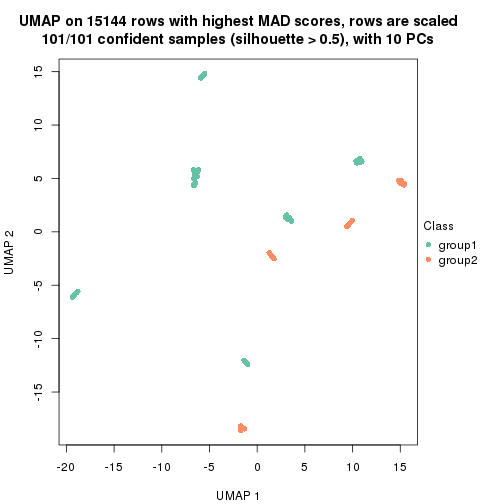 UMAP on 15144 rows with highest MAD scores, rows are scaled
101/101 confident samples (silhouette > 0.5), with 10 PCs
15
10
5
0
-5
-10
-15
UMAP 2
-20 -15 -10 -5 0 5 10 15
UMAP 1
Class
group1
group2